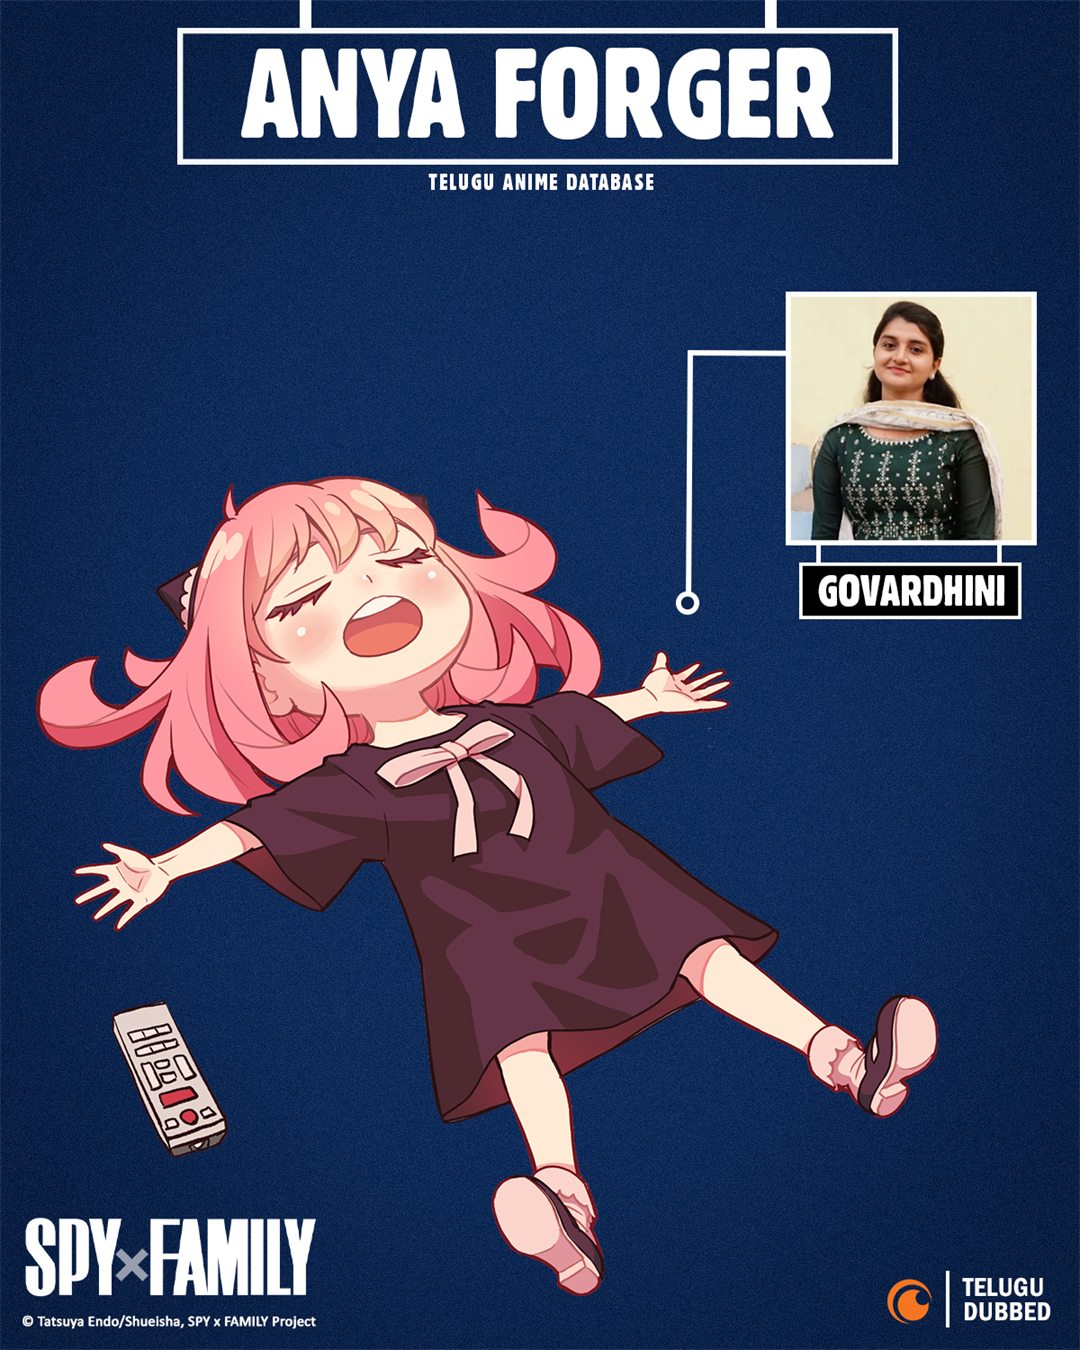 ANYA FORGER
TELUGU ANIME DATABASE
GOVARDHINI
SPY×FAMILY
© Tatsuya Endo/Shueisha, SPY x FAMILY Project
TELUGU
DUBBED